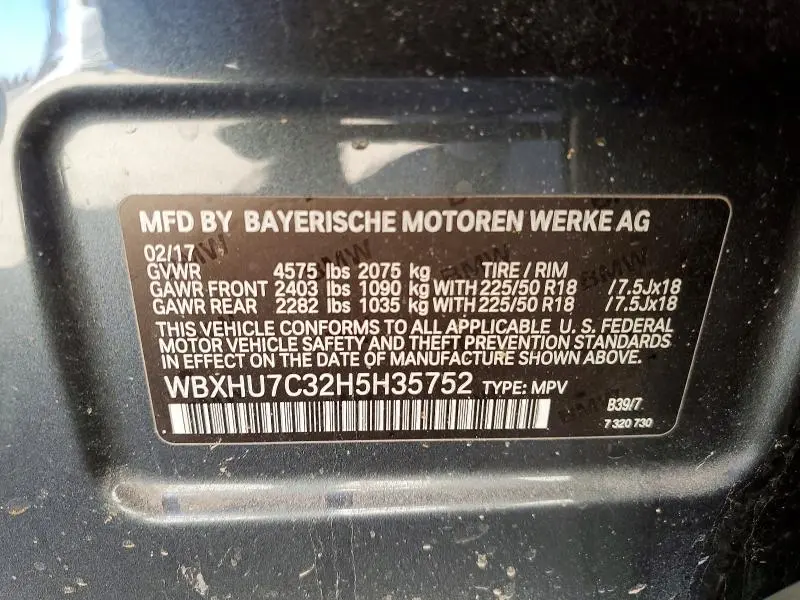 MFD BY BAYERISCHE MOTOREN WERKE AG
02/17
GVWR 4575 lbs 2075 kg TIRE / RIM
GAWR FRONT 2403 lbs 1090 kg WITH 225/50 R18 /7.5Jx18
GAWR REAR 2282 lbs 1035 kg WITH 225/50 R18 /7.5Jx18
THIS VEHICLE CONFORMS TO ALL APPLICABLE U. S. FEDERAL
MOTOR VEHICLE SAFETY AND THEFT PREVENTION STANDARDS
IN EFFECT ON THE DATE OF MANUFACTURE SHOWN ABOVE.
WBXHU7C32H5H35752 TYPE: MPV
B39/7
7 320 730